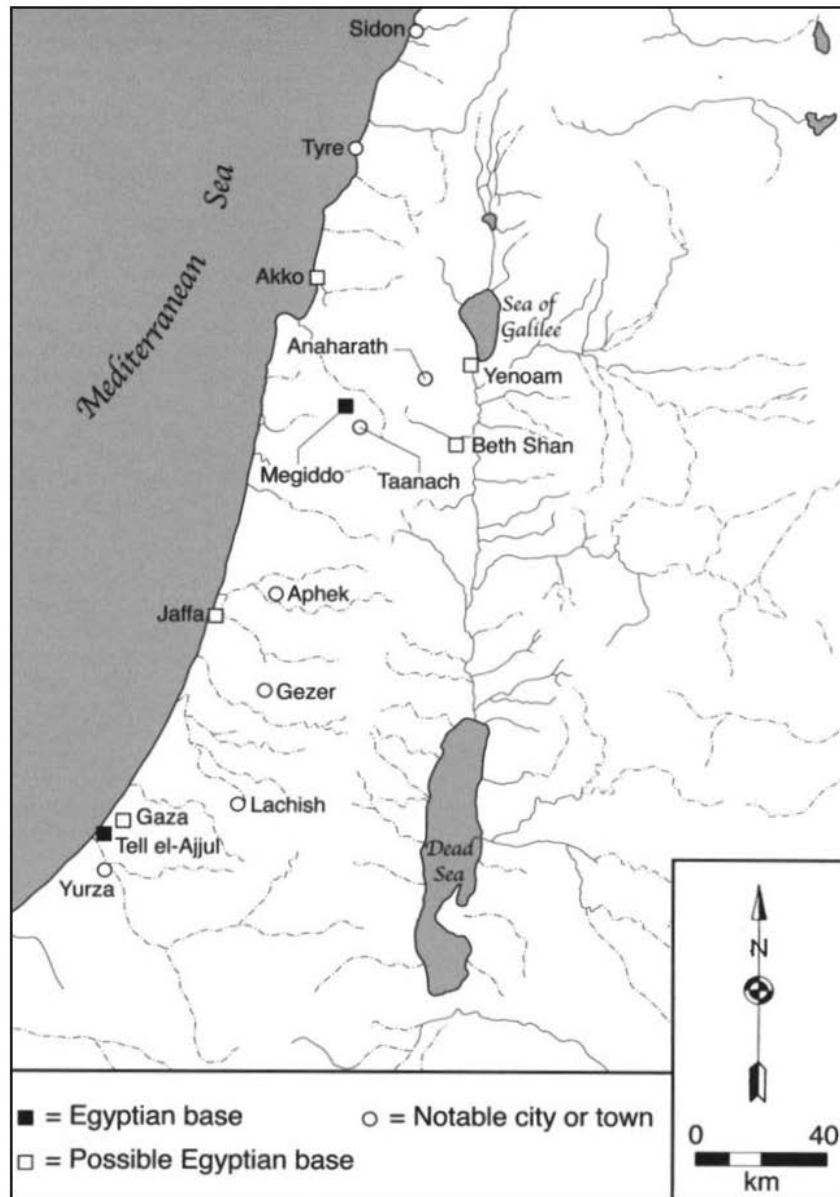 Sidon
Tyre
Mediterranean Sea
Akko
Sea of
Galilee
Anaharath
Yenoam
Beth Shan
Megiddo
Taanach
Aphek
Jaffa
Gezer
Lachish
Gaza
Tell el-Ajjul
Yurza
Dead
Sea
N
■ = Egyptian base
○ = Notable city or town
□ = Possible Egyptian base
0 40
km